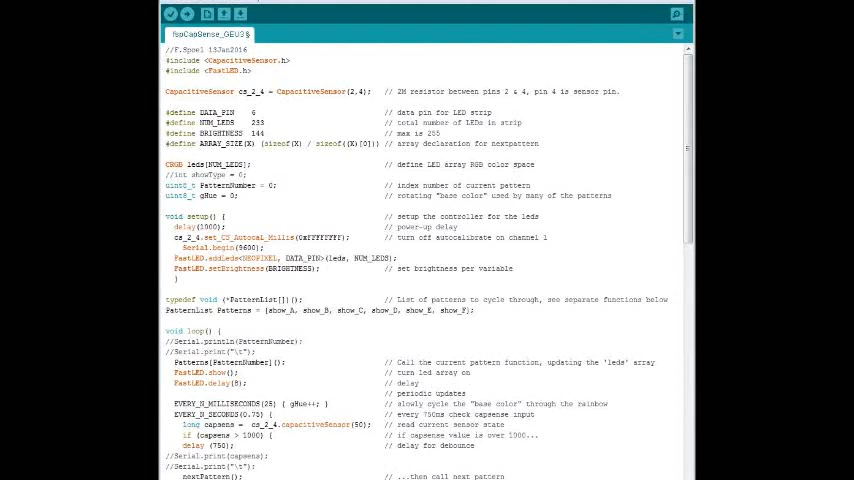 fspCapSense_GEU3§
//F.Spoel 13Jan2016
#include <CapacitiveSensor.h>
#include <FastLED.h>
CapacitiveSensor cs_2_4 = CapacitiveSensor(2,4); // 2M resistor between pins 2 & 4, pin 4 is sensor pin.
#define DATA_PIN 6 // data pin for LED strip
#define NUM_LEDS 233 // total number of LEDs in strip
#define BRIGHTNESS 144 // max is 255
#define ARRAY_SIZE(X) (sizeof(X) / sizeof((X)[0])) // array declaration for nextpattern
CRGB leds[NUM_LEDS]; // define LED array RGB color space
//int showType = 0;
uint8_t PatternNumber = 0; // index number of current pattern
uint8_t gHue = 0; // rotating "base color" used by many of the patterns
void setup() { // setup the controller for the leds
delay(1000); // power-up delay
cs_2_4.set_CS_AutocaL_Millis(0xFFFFFFFF); // turn off autocalibrate on channel 1
Serial.begin(9600);
FastLED.addLeds<NEOPIXEL, DATA_PIN>(leds, NUM_LEDS);
FastLED.setBrightness(BRIGHTNESS); // set brightness per variable
}
typedef void (*PatternList[])(); // List of patterns to cycle through, see separate functions below
PatternList Patterns = {show_A, show_B, show_C, show_D, show_E, show_F};
void loop() {
//Serial.println(PatternNumber);
//Serial.print("\t");
Patterns[PatternNumber](); // Call the current pattern function, updating the 'leds' array
FastLED.show(); // turn led array on
FastLED.delay(8); // delay
// periodic updates
EVERY_N_MILLISECONDS(25) { gHue++; } // slowly cycle the "base color" through the rainbow
EVERY_N_SECONDS(0.75) { // every 750ms check capsense input
long capsens = cs_2_4.capacitiveSensor(50); // read current sensor state
if (capsens > 1000) { // if capsense value is over 1000...
delay (750); // delay for debounce
//Serial.print(capsens);
//Serial.print("\t");
nextPattern(); // ...then call next pattern